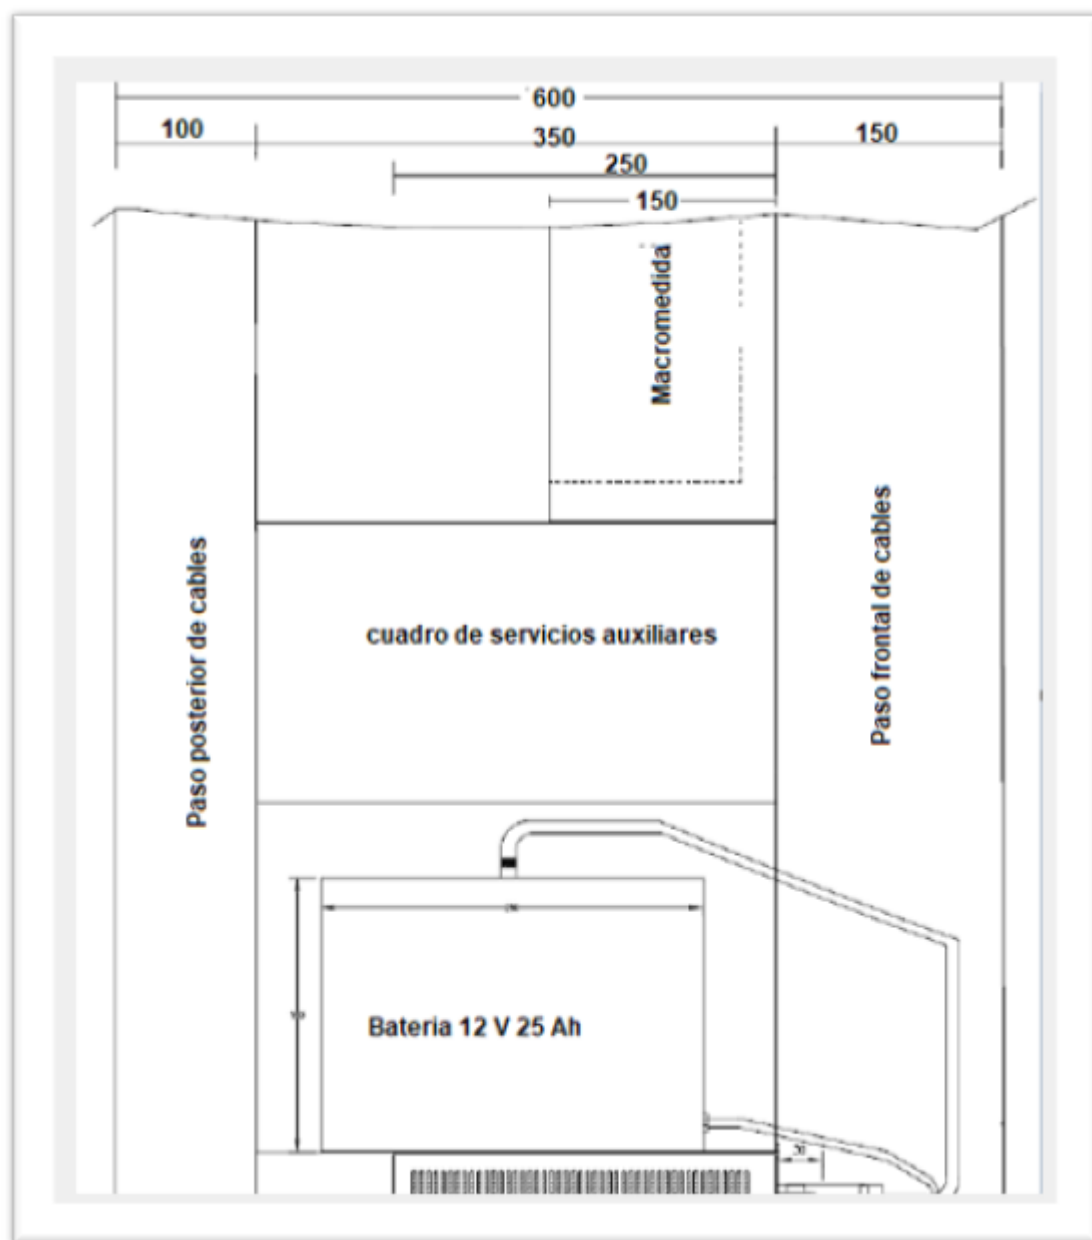 600
100
350
150
250
150
Macromedida
Paso posterior de cables
cuadro de servicios auxiliares
Paso frontal de cables
Bateria 12 V 25 Ah